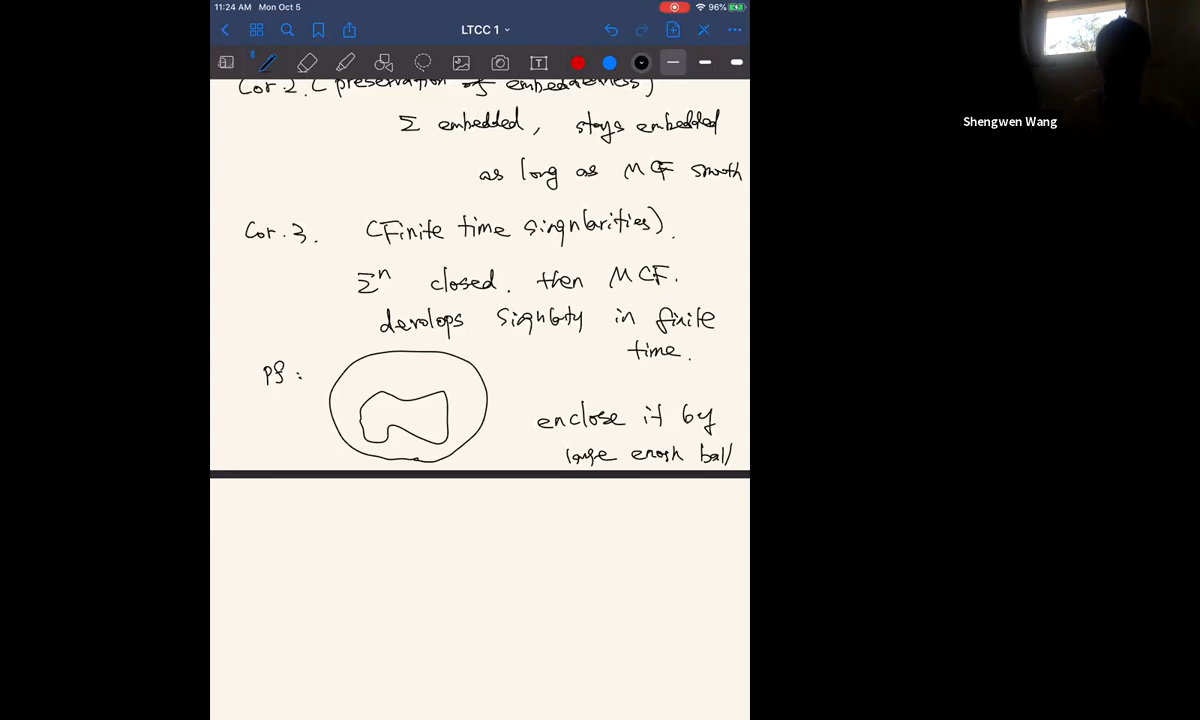 11:24 AM Mon Oct 5
96%
LTCC 1
T
Cor. 2. ( preservation of embeddedness)
Σ embedded, stays embedded
as long as MCF smooth
Shengwen Wang
Cor. 3. (Finite time singularities).
Σⁿ closed. then MCF.
develops singularity in finite
time.
Pf :
enclose it by
large enough ball